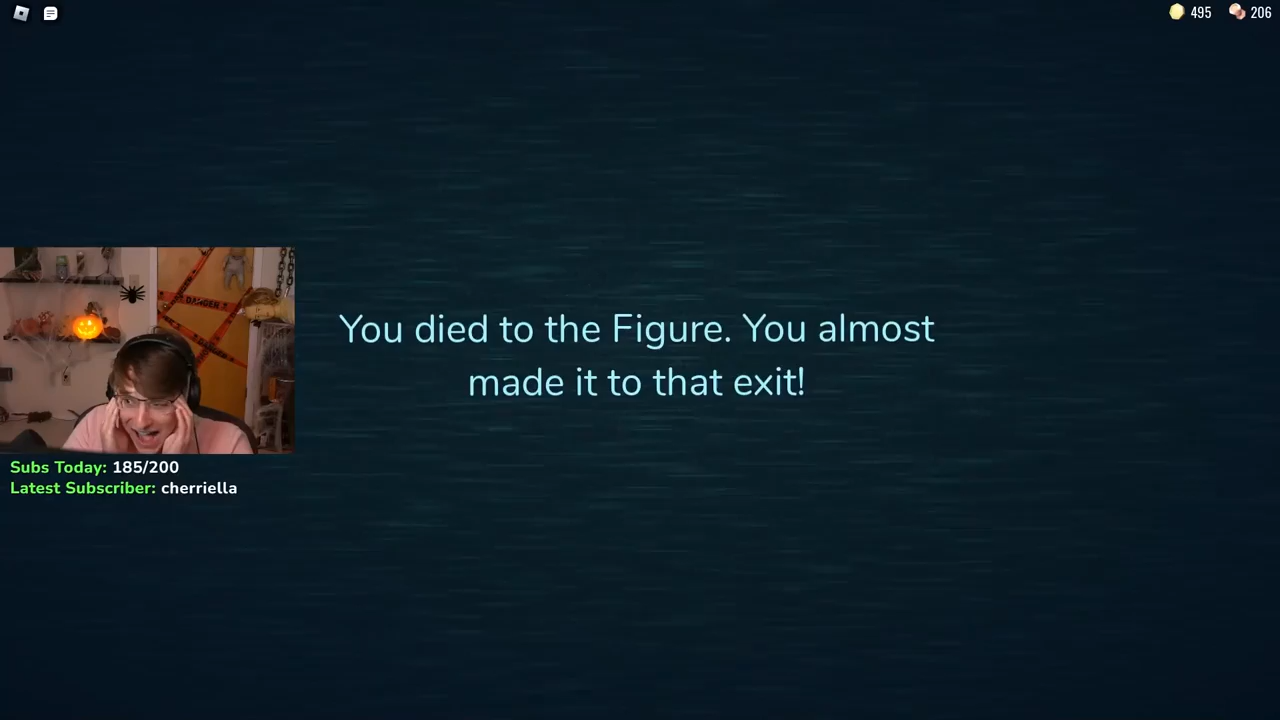 495 206
You died to the Figure. You almost
made it to that exit!
DANGER
Subs Today: 185/200
Latest Subscriber: cherriella